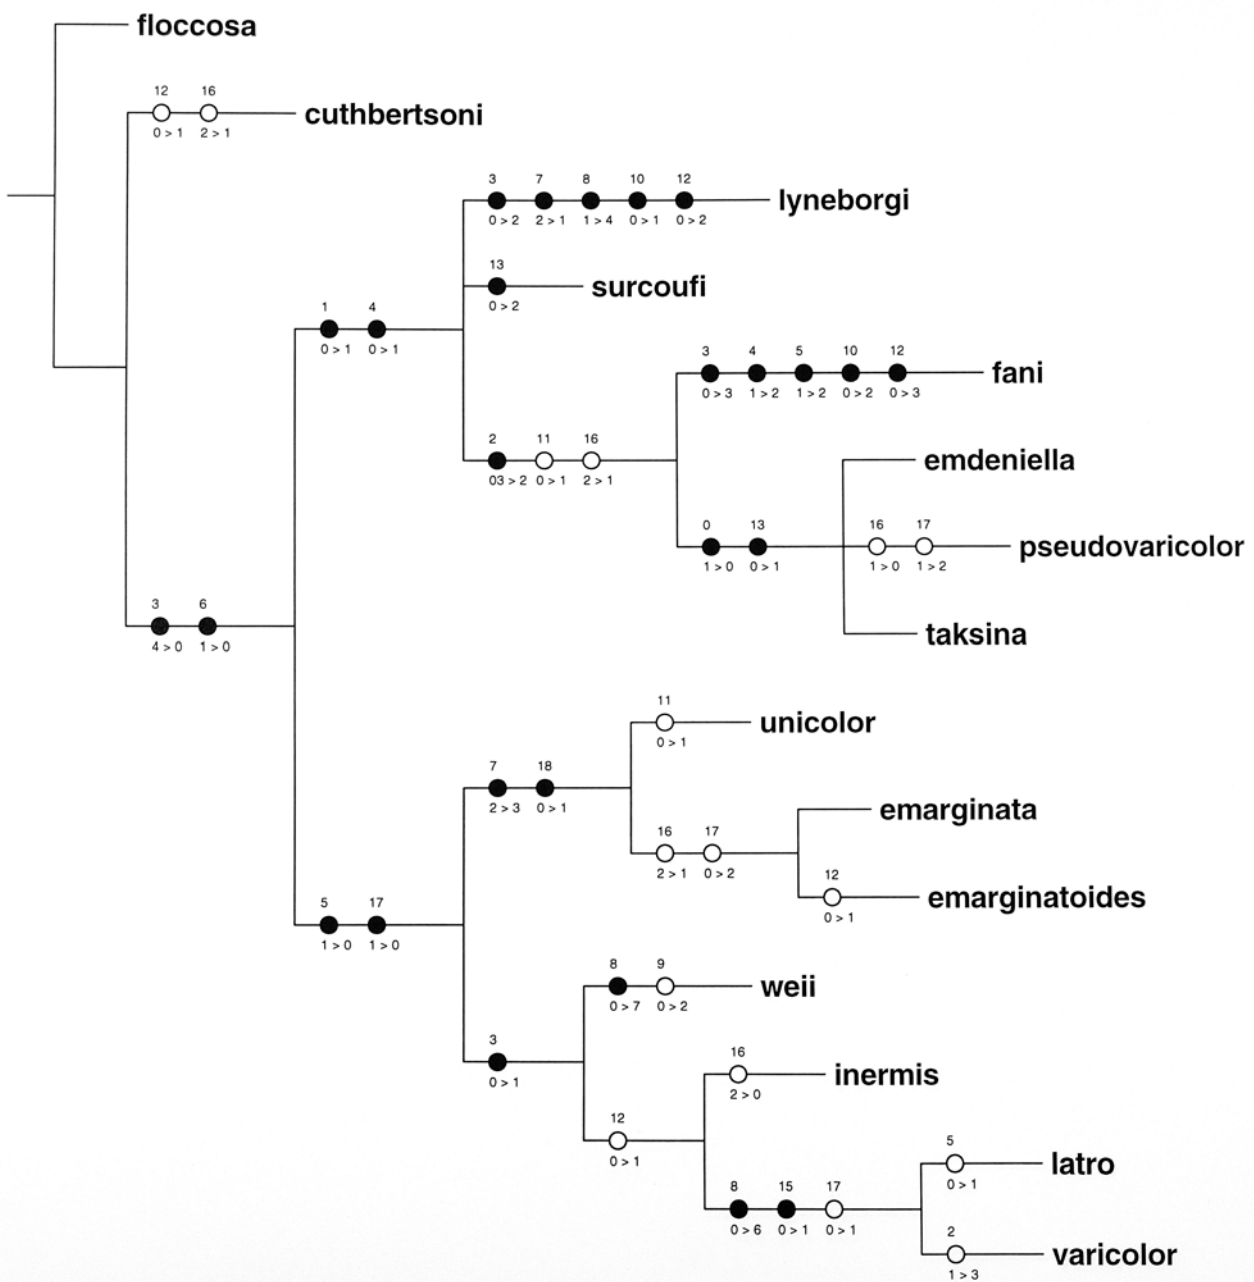 floccosa
12 16
cuthbertsoni
0 > 1 2 > 1
3 7 8 10 12
lyneborgi
0 > 2 2 > 1 1 > 4 0 > 1 0 > 2
13
surcoufi
0 > 2
1 4
0 > 1 0 > 1
3 4 5 10 12
fani
0 > 3 1 > 2 1 > 2 0 > 2 0 > 3
2 11 16
03 > 2 0 > 1 2 > 1
emdeniella
0 13
1 > 0 0 > 1
16 17
pseudovaricolor
1 > 0 1 > 2
taksina
3 6
4 > 0 1 > 0
11
unicolor
0 > 1
7 18
2 > 3 0 > 1
emarginata
16 17
2 > 1 0 > 2
12
emarginatoides
0 > 1
5 17
1 > 0 1 > 0
8 9
weii
0 > 7 0 > 2
3
0 > 1
16
inermis
2 > 0
12
0 > 1
5
latro
0 > 1
8 15 17
0 > 6 0 > 1 0 > 1
2
varicolor
1 > 3